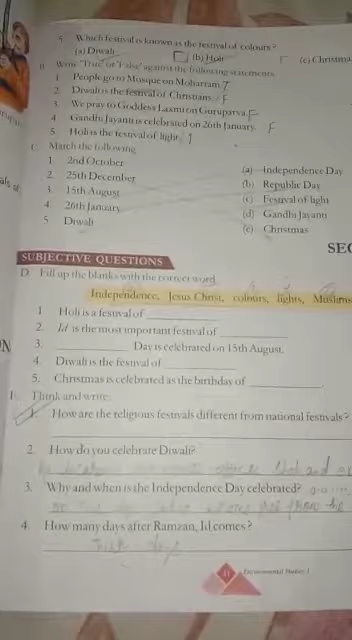 5. Which festival is known as the festival of colours?
(a) Diwali (b) Holi (c) Christma
B. Write 'True' or 'False' against the following statements.
1. People go to Mosque on Moharram. T
2. Diwali is the festival of Christians. F
3. We pray to Goddess Laxmi on Guruparva. F
4. Gandhi Jayanti is celebrated on 26th January. F
5. Holi is the festival of light.
C. Match the following
1. 2nd October (a) Independence Day
2. 25th December (b) Republic Day
3. 15th August (c) Festival of light
4. 26th January (d) Gandhi Jayanti
5. Diwali (e) Christmas
SEC
SUBJECTIVE QUESTIONS
D. Fill up the blanks with the correct word.
Independence, Jesus Christ, colours, lights, Muslims
1. Holi is a festival of
2. Id is the most important festival of
3. Day is celebrated on 15th August.
4. Diwali is the festival of
5. Christmas is celebrated as the birthday of
E. Think and write.
1. How are the religious festivals different from national festivals?
2. How do you celebrate Diwali?
3. Why and when is the Independence Day celebrated?
from the
4. How many days after Ramzan, Id comes?
days
41 Environmental Studies-3